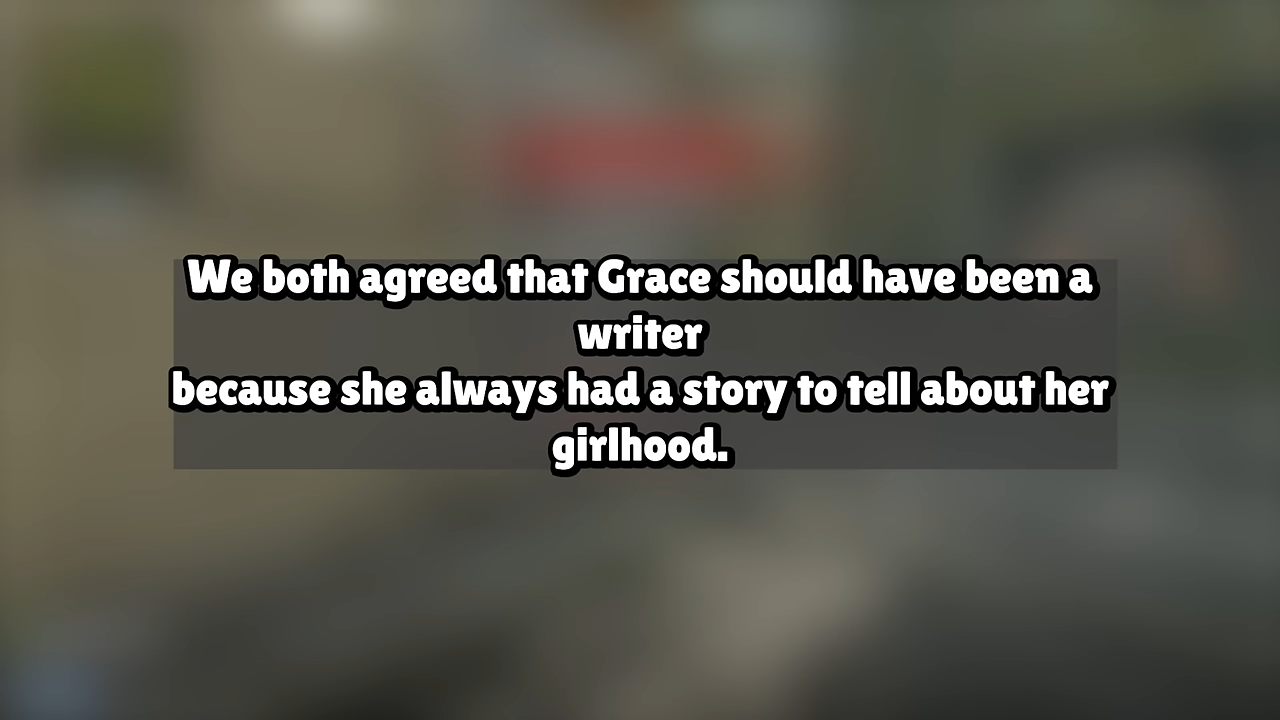 We both agreed that Grace should have been a
writer
because she always had a story to tell about her
girlhood.